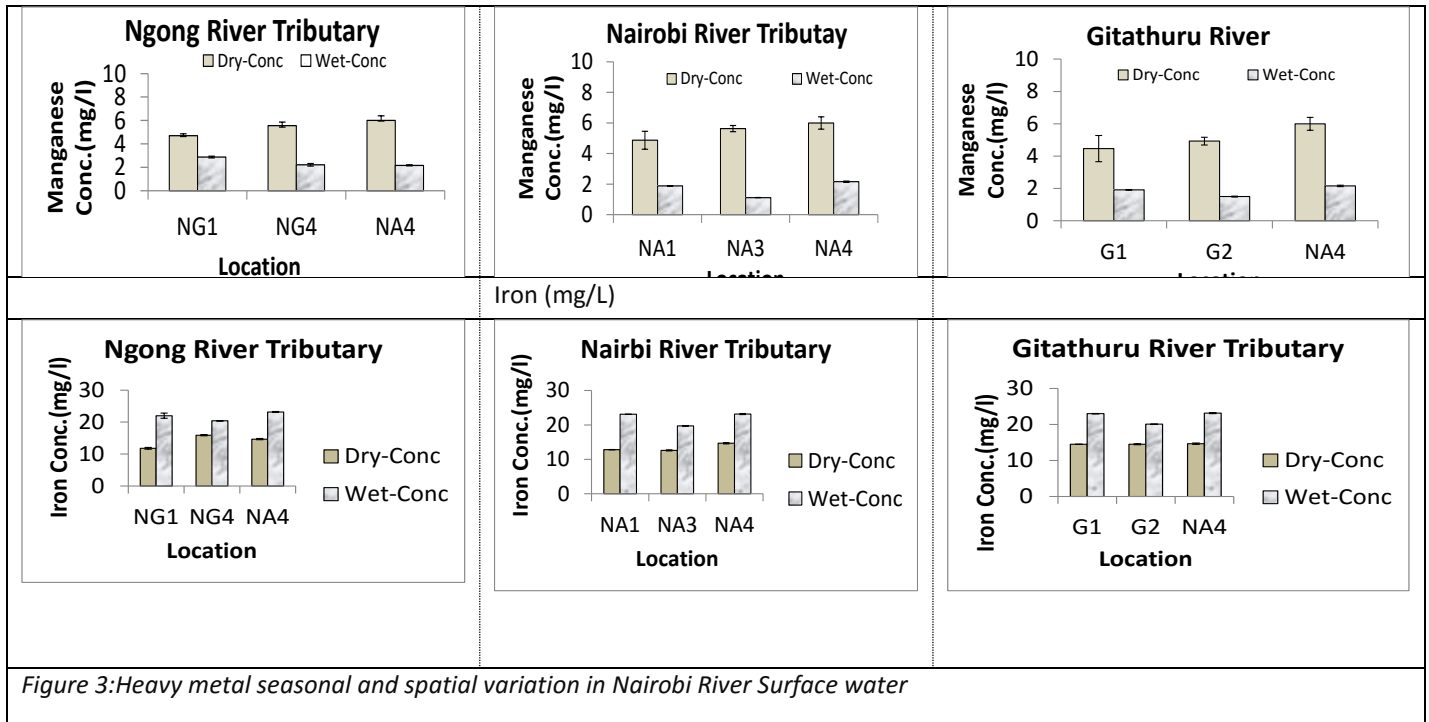 Ngong River Tributary
Dry-Conc Wet-Conc
Manganese Conc.(mg/l)
10
8
6
4
2
0
NG1 NG4 NA4
Location
Nairobi River Tributay
Dry-Conc Wet-Conc
Manganese Conc.(mg/l)
10
8
6
4
2
0
NA1 NA3 NA4
Location
Gitathuru River
Dry-Conc Wet-Conc
Manganese Conc.(mg/l)
10
8
6
4
2
0
G1 G2 NA4
Location
Iron (mg/L)
Ngong River Tributary
Iron Conc.(mg/l)
30
20
10
0
NG1 NG4 NA4
Location
Dry-Conc
Wet-Conc
Nairbi River Tributary
Iron Conc.(mg/l)
30
20
10
0
NA1 NA3 NA4
Location
Dry-Conc
Wet-Conc
Gitathuru River Tributary
Iron Conc.(mg/l)
30
20
10
0
G1 G2 NA4
Location
Dry-Conc
Wet-Conc
Figure 3:Heavy metal seasonal and spatial variation in Nairobi River Surface water